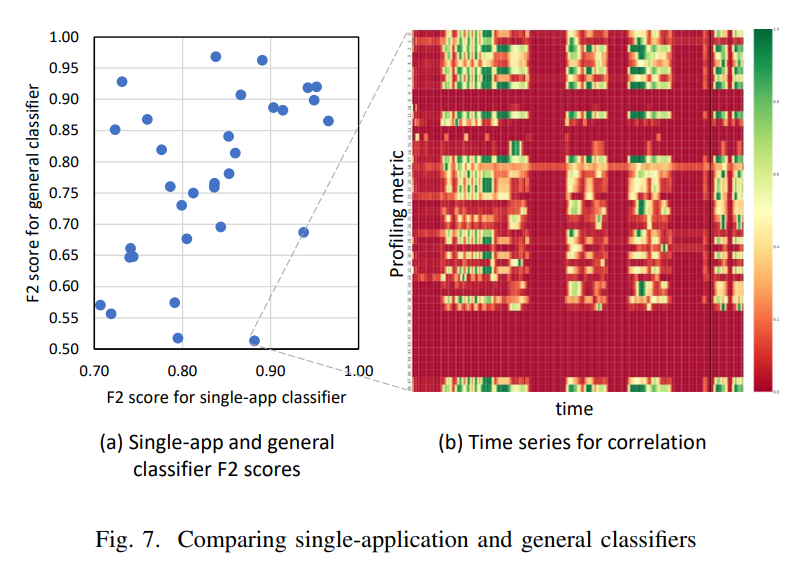 1.00
0.95
0.90
0.85
0.80
0.75
0.70
0.65
0.60
0.55
0.50
F2 score for general classifier
0.70 0.80 0.90 1.00
F2 score for single-app classifier
(a) Single-app and general
classifier F2 scores
Profiling metric
time
(b) Time series for correlation
Fig. 7. Comparing single-application and general classifiers